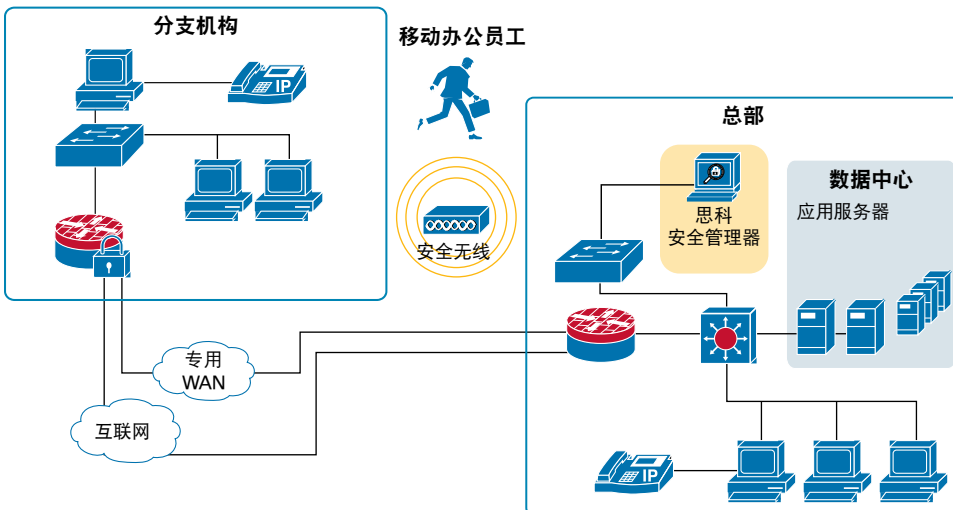 分支机构
IP
移动办公员工
安全无线
总部
思科
安全管理器
数据中心
应用服务器
专用
WAN
互联网
IP